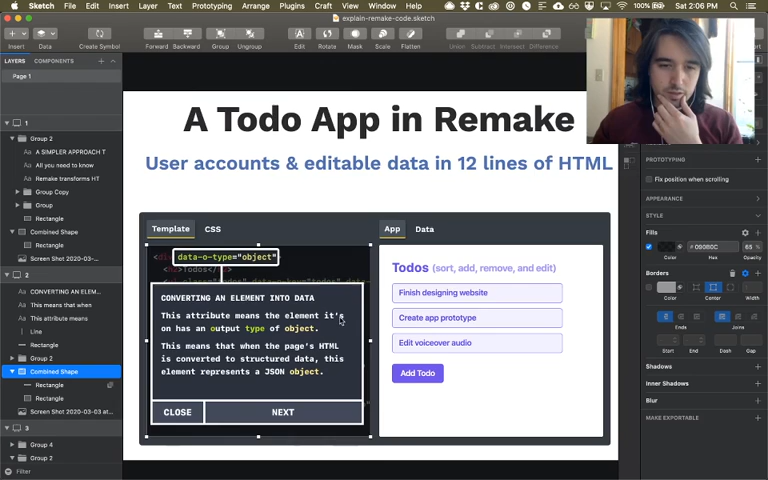 Sketch File Edit Insert Layer Text Prototyping Arrange Plugins Craft View Window Help 100% Sat 2:06 PM
explain-remake-code.sketch
Insert Data Create Symbol Forward Backward Group Ungroup Edit Rotate Mask Scale Flatten Union Subtract Intersect Difference
LAYERS COMPONENTS
Page 1
1
Group 2
Aa A SIMPLER APPROACH T
Aa All you need to know
Aa Remake transforms HT
Group Copy
Group
Rectangle
Combined Shape
Rectangle
Screen Shot 2020-03-...
2
Aa CONVERTING AN ELEM...
Aa This means that when
Aa This attribute means
Line
Rectangle
Group 2
Combined Shape
Rectangle
Rectangle
Screen Shot 2020-03-03 at...
3
Group 4
Group 2
Filter
A Todo App in Remake
User accounts & editable data in 12 lines of HTML
Template CSS
data-o-type="object"
<h2>Todos</
CONVERTING AN ELEMENT INTO DATA
This attribute means the element it's
on has an output type of object.
This means that when the page's HTML
is converted to structured data, this
element represents a JSON object.
CLOSE NEXT
App Data
Todos (sort, add, remove, and edit)
Finish designing website
Create app prototype
Edit voiceover audio
Add Todo
PROTOTYPING
Fix position when scrolling
APPEARANCE
STYLE
Fills
# 09080C 65
Color Hex Opacity
Borders
Color Position Width
Ends Joins
Start End Dash Gap
Shadows
Inner Shadows
Blur
MAKE EXPORTABLE